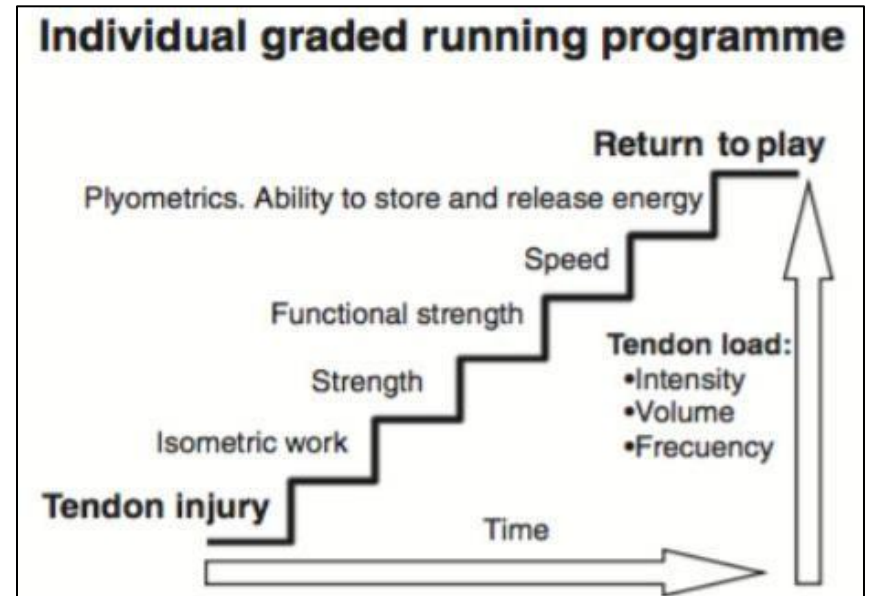 Individual graded running programme
Return to play
Plyometrics. Ability to store and release energy
Speed
Functional strength
Tendon load:
•Intensity
Strength
•Volume
•Frecuency
Isometric work
Tendon injury
Time